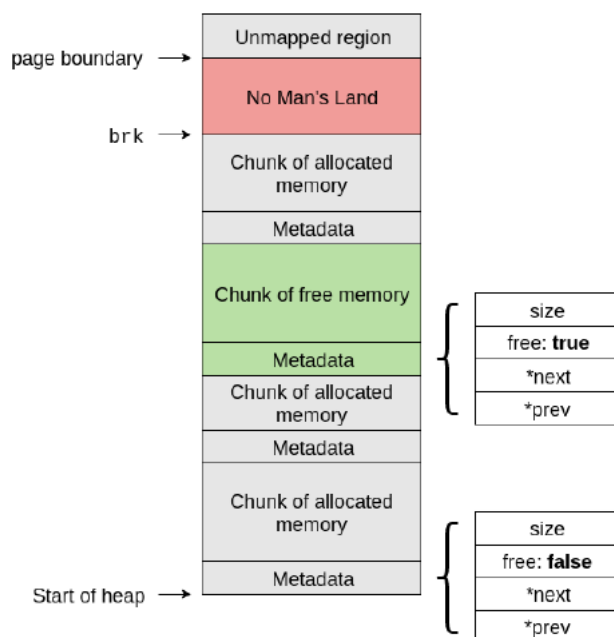 Unmapped region
page boundary
No Man's Land
brk
Chunk of allocated
memory
Metadata
Chunk of free memory
Metadata
size
free: true
*next
*prev
Chunk of allocated
memory
Metadata
Chunk of allocated
memory
Metadata
Start of heap
size
free: false
*next
*prev